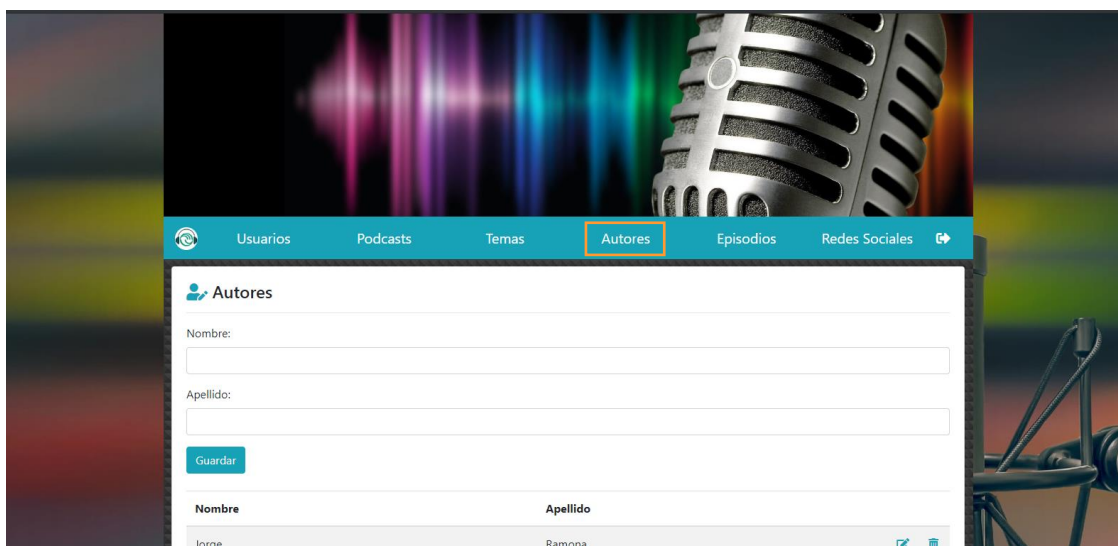 Usuarios Podcasts Temas Autores Episodios Redes Sociales
Autores
Nombre:
Apellido:
Guardar
Nombre Apellido
Jorge Ramona